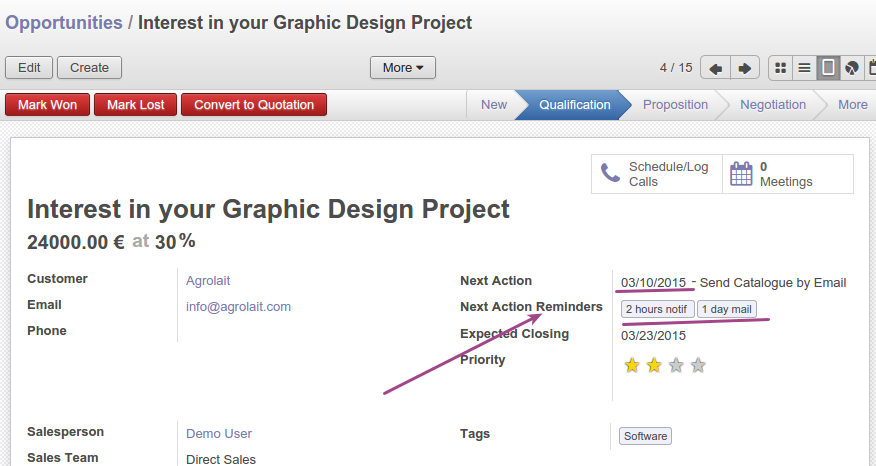 Opportunities / Interest in your Graphic Design Project
Edit Create More 4 / 15
Mark Won Mark Lost Convert to Quotation New Qualification Proposition Negotiation More
Schedule/Log Calls
0 Meetings
Interest in your Graphic Design Project
24000.00 € at 30%
Customer Agrolait
Email info@agrolait.com
Phone
Next Action 03/10/2015 - Send Catalogue by Email
Next Action Reminders 2 hours notif 1 day mail
Expected Closing 03/23/2015
Priority
Salesperson Demo User
Sales Team Direct Sales
Tags Software